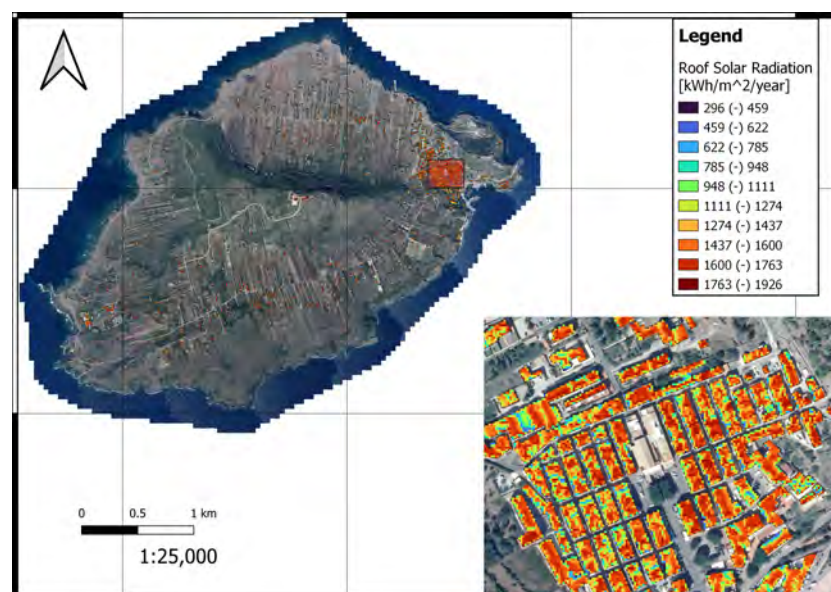 Legend
Roof Solar Radiation
[kWh/m^2/year]
296 (-) 459
459 (-) 622
622 (-) 785
785 (-) 948
948 (-) 1111
1111 (-) 1274
1274 (-) 1437
1437 (-) 1600
1600 (-) 1763
1763 (-) 1926
0 0.5 1 km
1:25,000